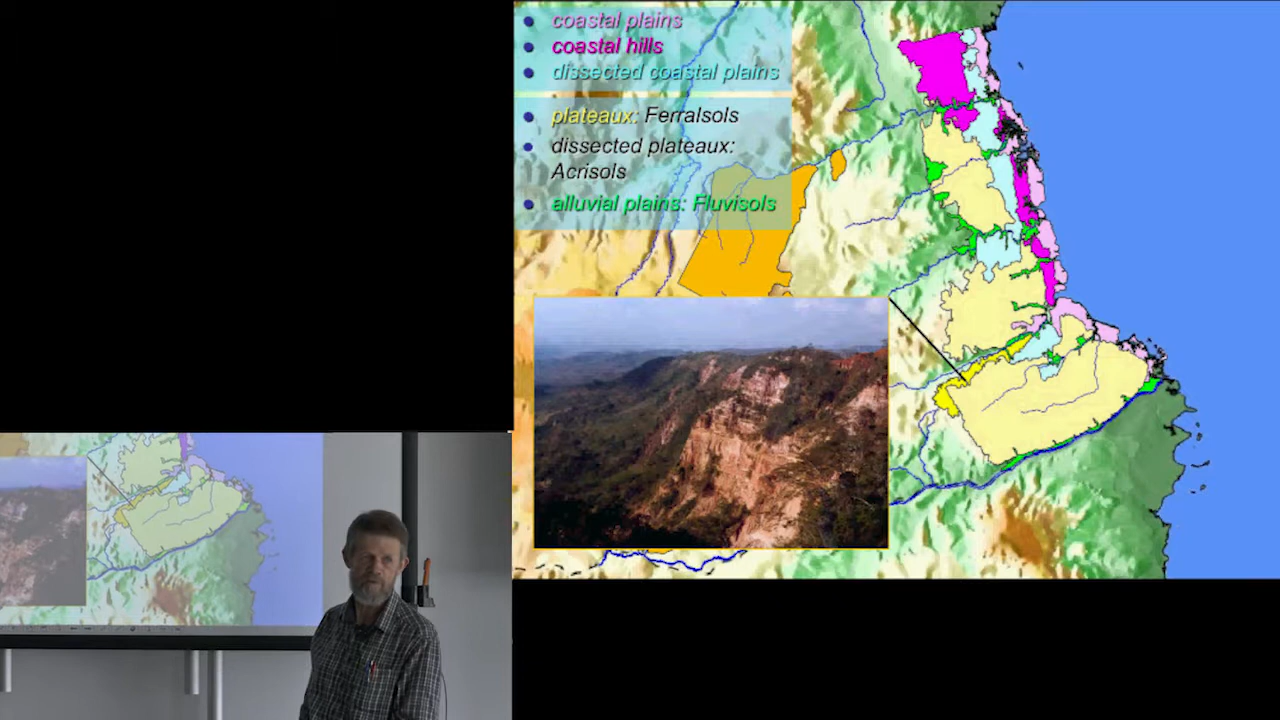 coastal plains
coastal hills
dissected coastal plains
plateaux: Ferralsols
dissected plateaux:
Acrisols
alluvial plains: Fluvisols